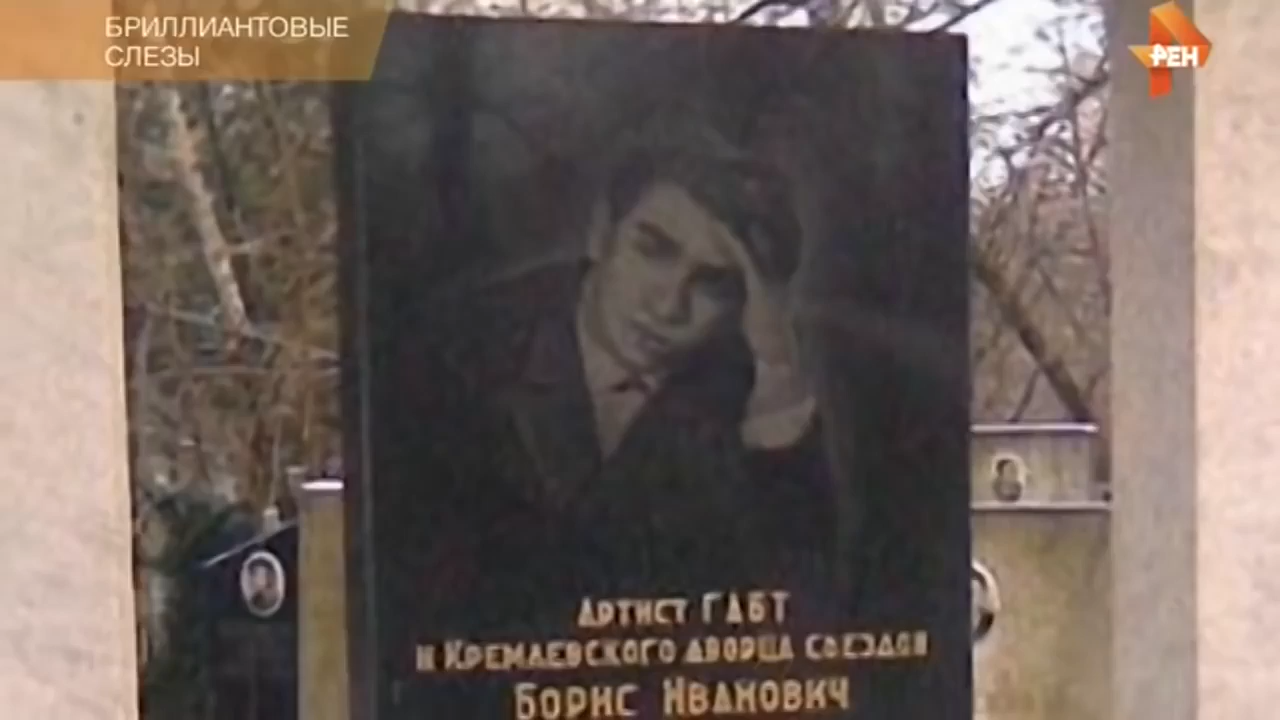 БРИЛЛИАНТОВЫЕ
СЛЕЗЫ
РЕН
АРТИСТ ГАБТ
И КРЕМЛЕВСКОГО ДВОРЦА СЪЕЗДОВ
БОРИС ИВАНОВИЧ